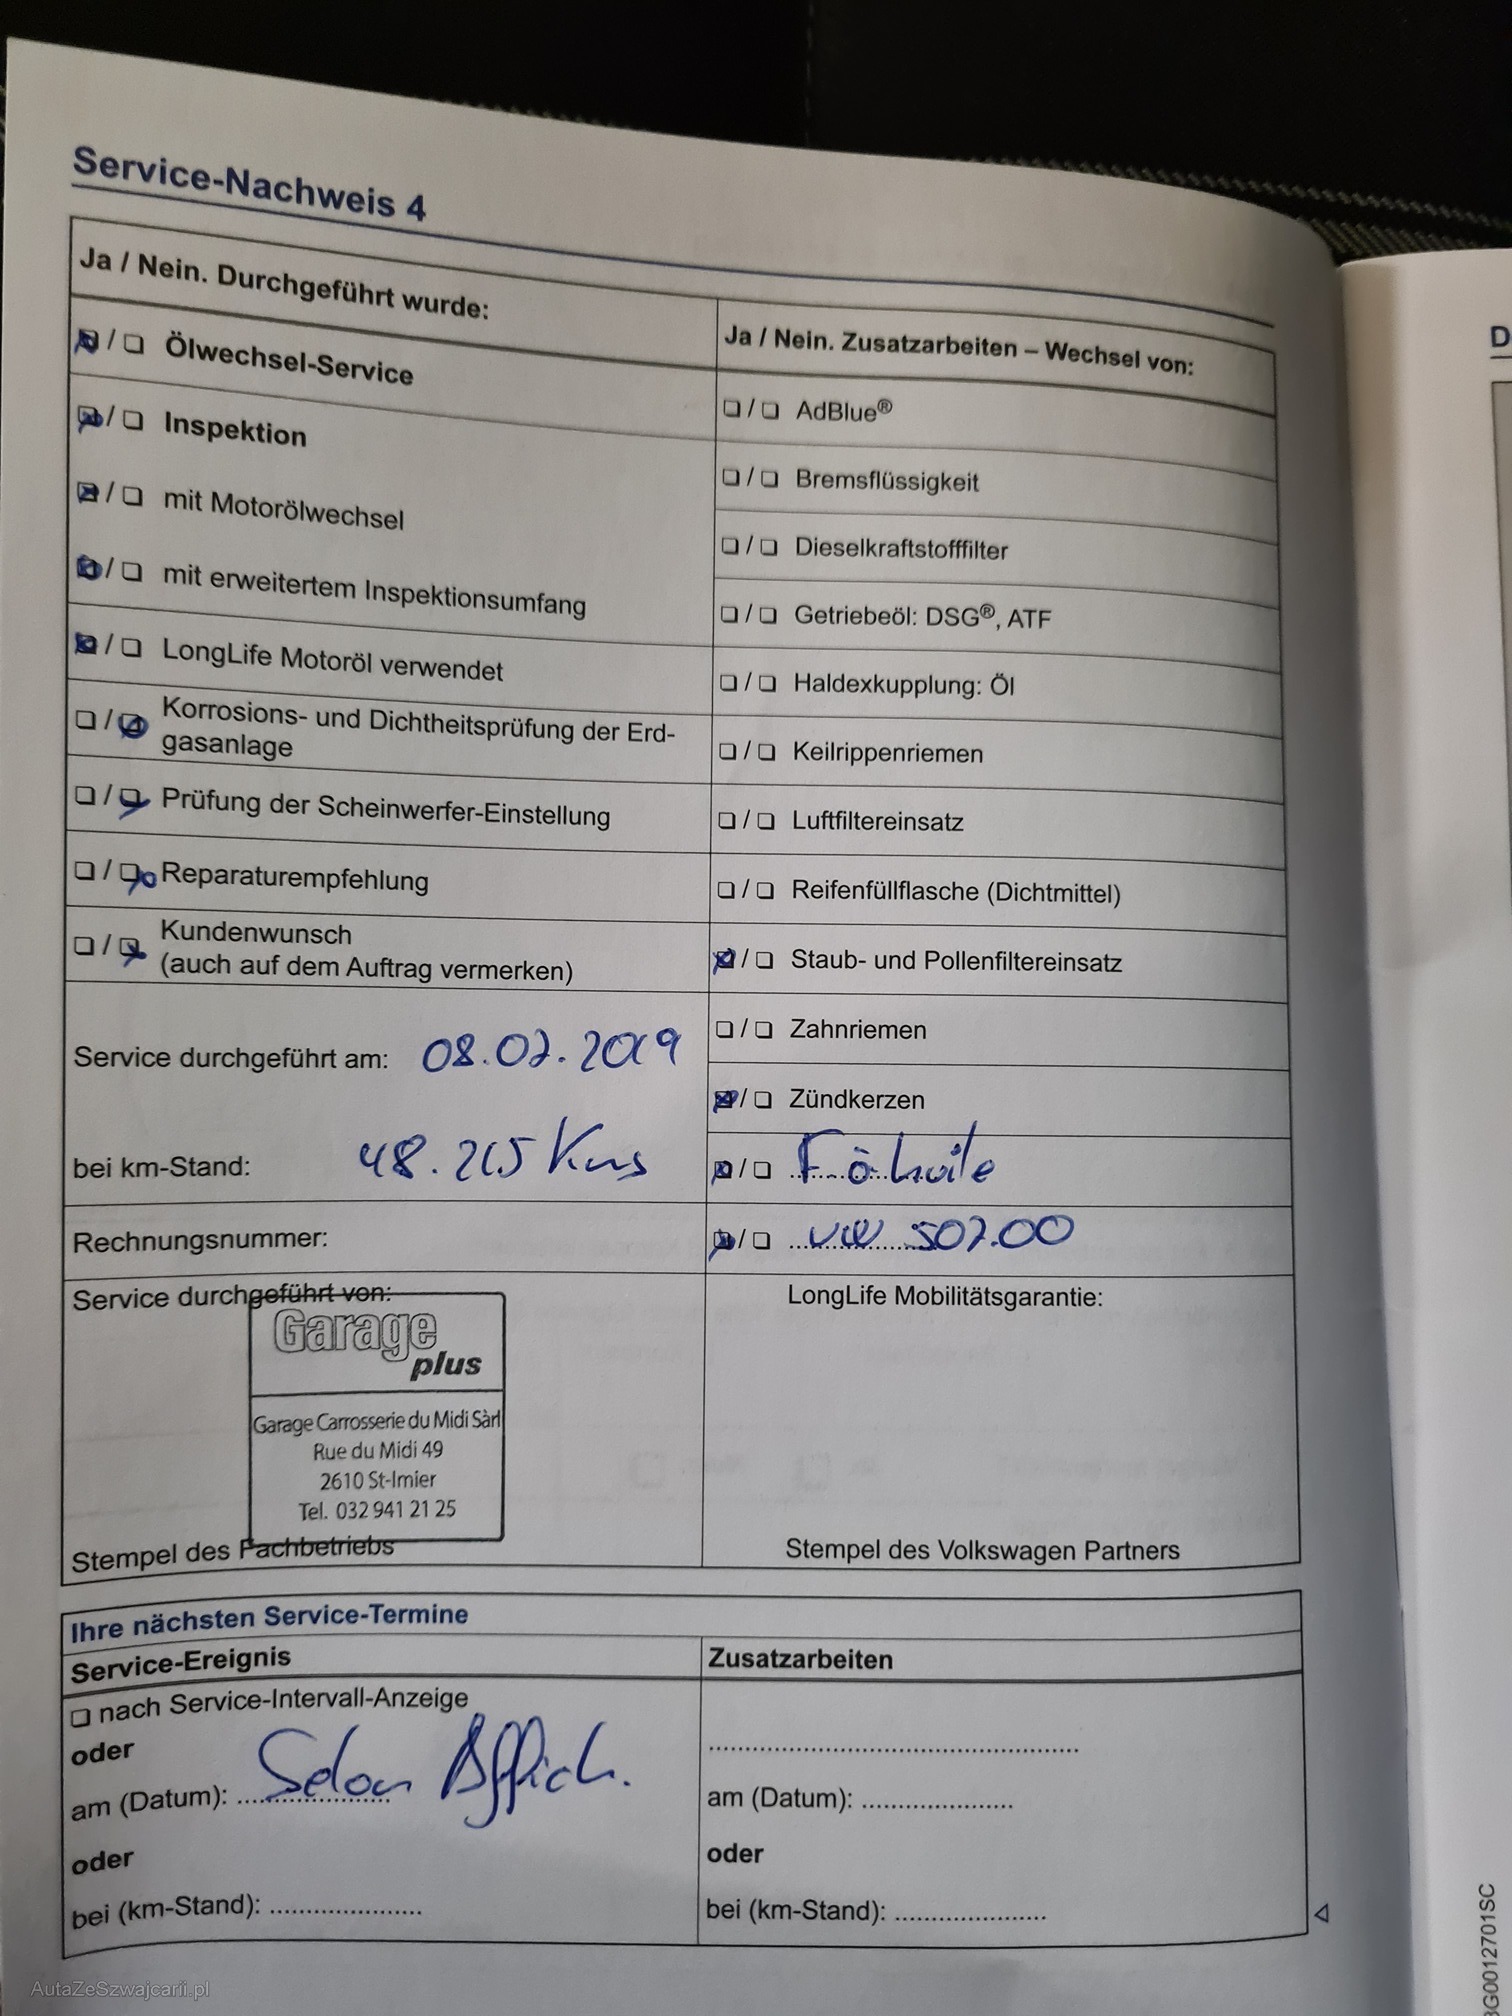 Service-Nachweis 4
Ja / Nein. Durchgeführt wurde:
Ölwechsel-Service
Inspektion
mit Motorölwechsel
mit erweitertem Inspektionsumfang
LongLife Motoröl verwendet
Korrosions- und Dichtheitsprüfung der Erd-
gasanlage
Prüfung der Scheinwerfer-Einstellung
Reparaturempfehlung
Kundenwunsch
(auch auf dem Auftrag vermerken)
Service durchgeführt am: 08.02.2019
bei km-Stand: 48.215 Kms
Rechnungsnummer:
Service durchgeführt von:
Garage
plus
Garage Carrosserie du Midi Sàrl
Rue du Midi 49
2610 St-Imier
Tel. 032 941 21 25
Stempel des Fachbetriebs
Ja / Nein. Zusatzarbeiten – Wechsel von:
AdBlue®
Bremsflüssigkeit
Dieselkraftstofffilter
Getriebeöl: DSG®, ATF
Haldexkupplung: Öl
Keilrippenriemen
Luftfiltereinsatz
Reifenfüllflasche (Dichtmittel)
Staub- und Pollenfiltereinsatz
Zahnriemen
Zündkerzen
F. à huile
VW 507.00
LongLife Mobilitätsgarantie:
Stempel des Volkswagen Partners
Ihre nächsten Service-Termine
Service-Ereignis
nach Service-Intervall-Anzeige
oder
am (Datum): Selon Affich.
oder
bei (km-Stand):
Zusatzarbeiten
am (Datum):
oder
bei (km-Stand):
AutaZeSzwajcarii.pl